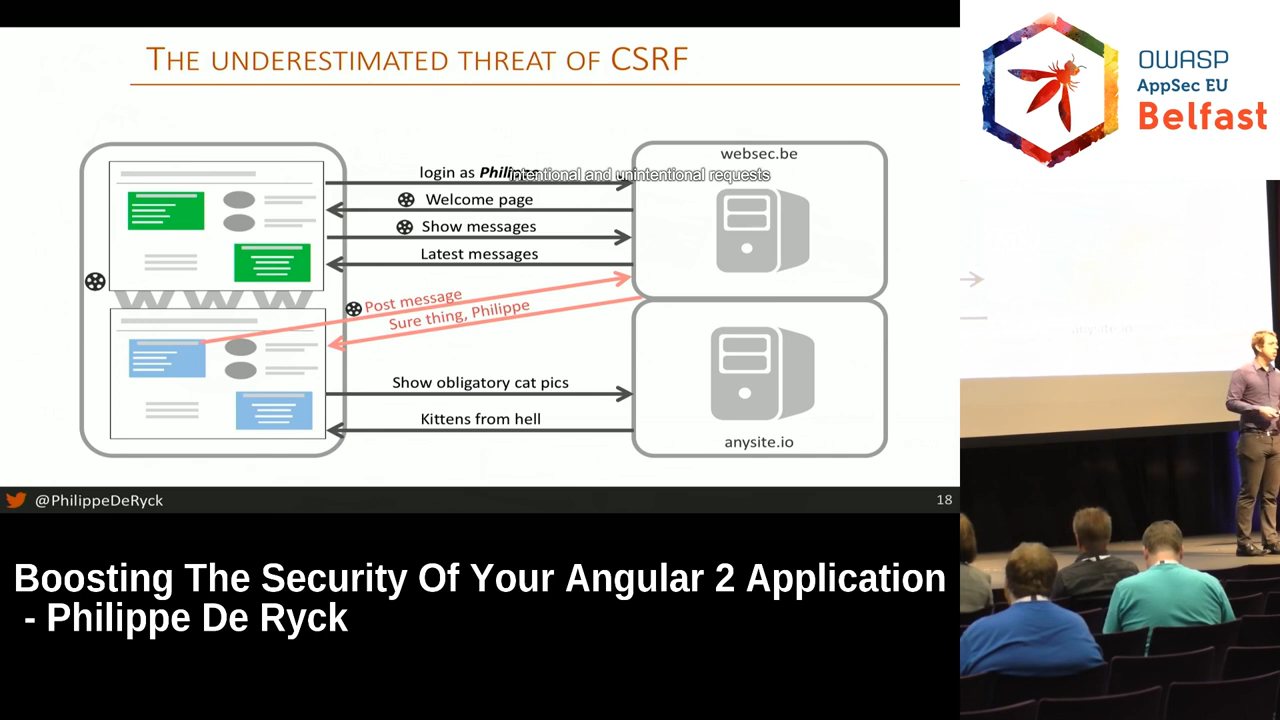 THE UNDERESTIMATED THREAT OF CSRF
websec.be
login as
intentional and unintentional requests
Welcome page
Show messages
Latest messages
Post message
Sure thing, Philippe
Show obligatory cat pics
Kittens from hell
anysite.io
@PhilippeDeRyck
18
Boosting The Security Of Your Angular 2 Application
- Philippe De Ryck
OWASP
AppSec EU
Belfast